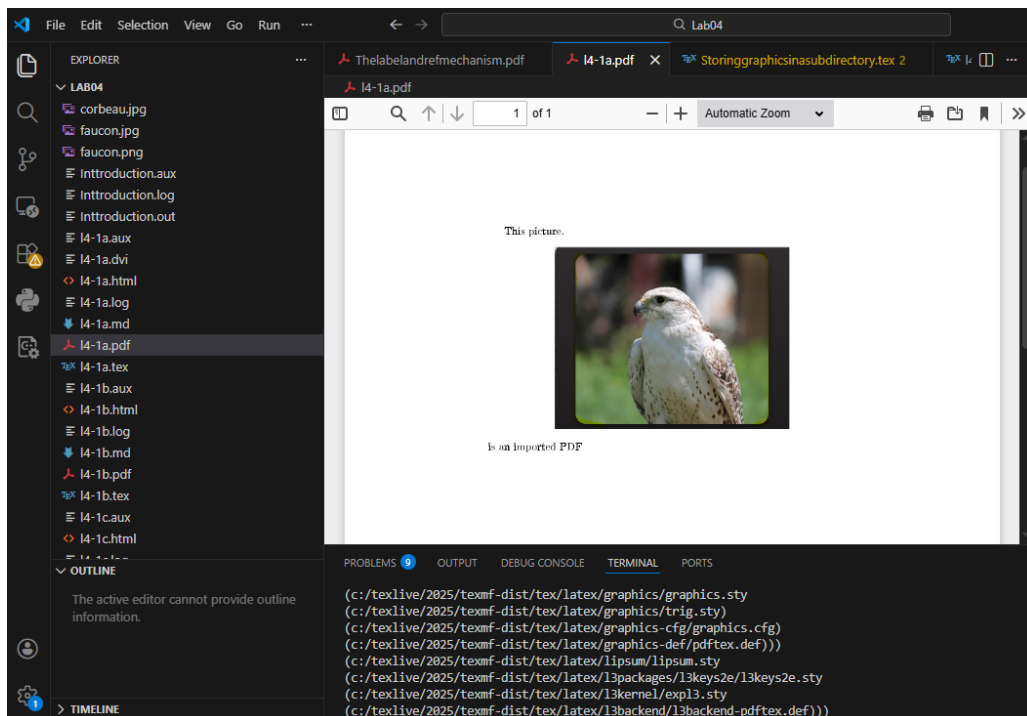 File Edit Selection View Go Run ··· Lab04
EXPLORER ···
LAB04
corbeau.jpg
faucon.jpg
faucon.png
Inttroduction.aux
Inttroduction.log
Inttroduction.out
l4-1a.aux
l4-1a.dvi
l4-1a.html
l4-1a.log
l4-1a.md
l4-1a.pdf
l4-1a.tex
l4-1b.aux
l4-1b.html
l4-1b.log
l4-1b.md
l4-1b.pdf
l4-1b.tex
l4-1c.aux
l4-1c.html
OUTLINE
The active editor cannot provide outline
information.
TIMELINE
1
Thelabelandrefmechanism.pdf l4-1a.pdf TEX Storinggraphicsinasubdirectory.tex 2 TEX
l4-1a.pdf
1 of 1 Automatic Zoom
This picture.
is an imported PDF
PROBLEMS 9 OUTPUT DEBUG CONSOLE TERMINAL PORTS
(c:/texlive/2025/texmf-dist/tex/latex/graphics/graphics.sty
(c:/texlive/2025/texmf-dist/tex/latex/graphics/trig.sty)
(c:/texlive/2025/texmf-dist/tex/latex/graphics-cfg/graphics.cfg)
(c:/texlive/2025/texmf-dist/tex/latex/graphics-def/pdftex.def)))
(c:/texlive/2025/texmf-dist/tex/latex/lipsum/lipsum.sty
(c:/texlive/2025/texmf-dist/tex/latex/l3packages/l3keys2e/l3keys2e.sty
(c:/texlive/2025/texmf-dist/tex/latex/l3kernel/expl3.sty
(c:/texlive/2025/texmf-dist/tex/latex/l3backend/l3backend-pdftex.def)))